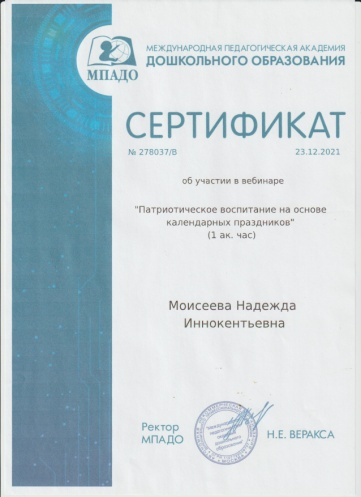 МПАДО
МЕЖДУНАРОДНАЯ ПЕДАГОГИЧЕСКАЯ АКАДЕМИЯ
ДОШКОЛЬНОГО ОБРАЗОВАНИЯ
СЕРТИФИКАТ
№ 278037/В 23.12.2021
об участии в вебинаре
"Патриотическое воспитание на основе
календарных праздников"
(1 ак. час)
Моисеева Надежда
Иннокентьевна
Ректор
МПАДО
Н.Е. ВЕРАКСА